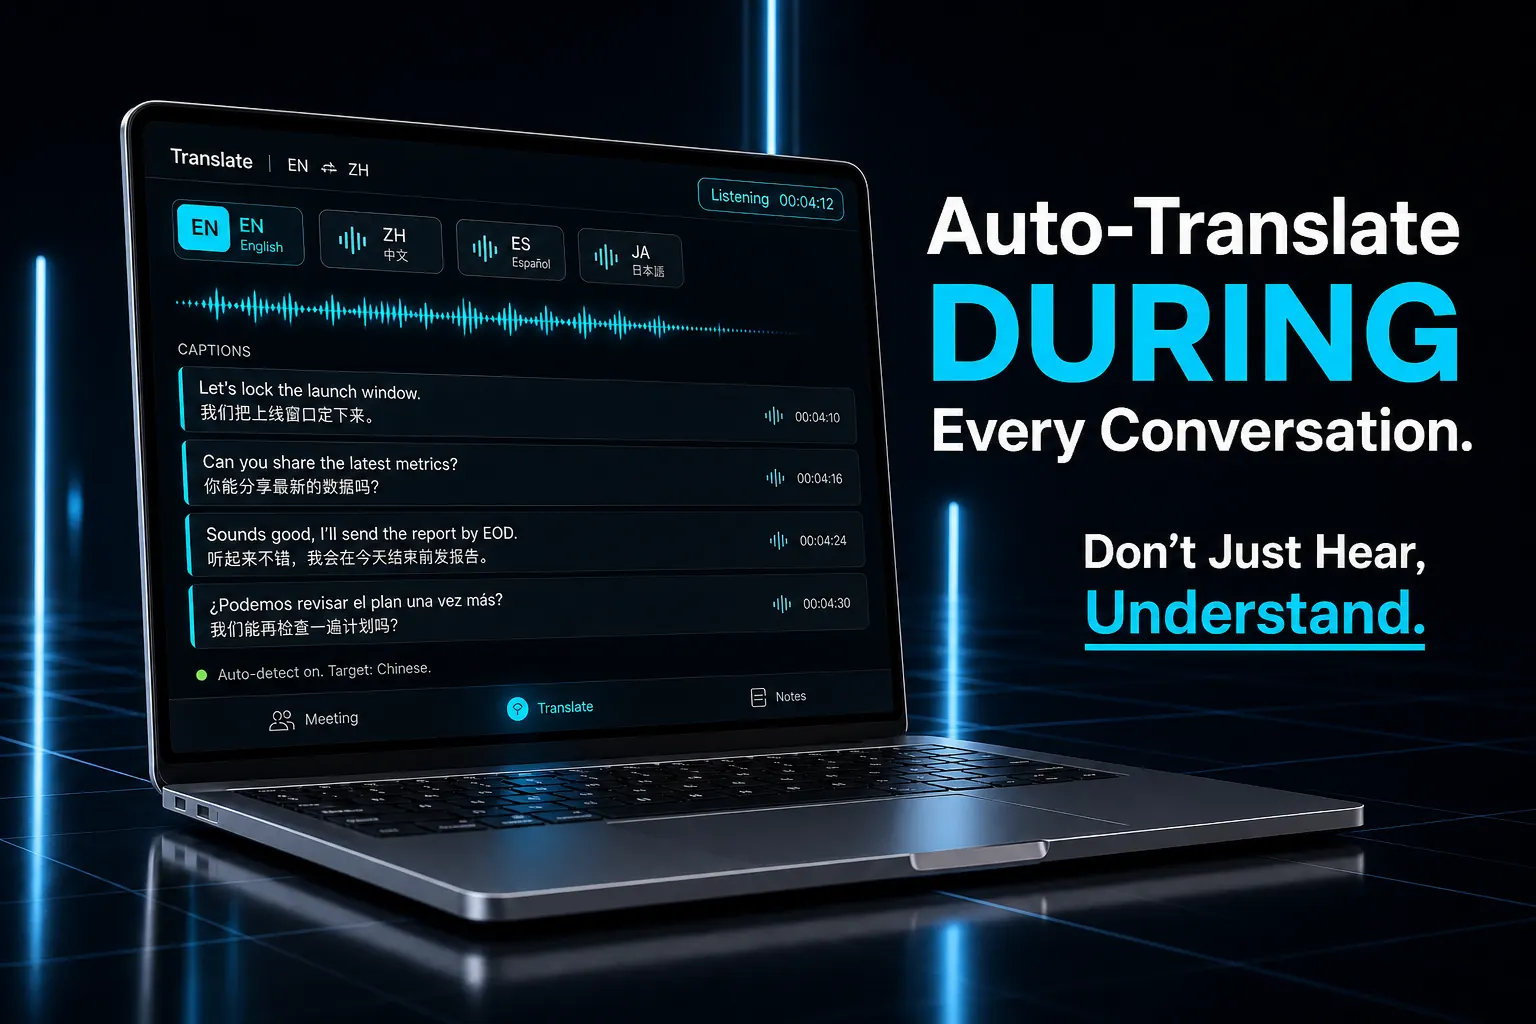 Translate | EN ⇌ ZH
Listening 00:04:12
EN EN
English
ZH
中文
ES
Español
JA
日本語
CAPTIONS
Let's lock the launch window.
我们把上线窗口定下来。
00:04:10
Can you share the latest metrics?
你能分享最新的数据吗?
00:04:16
Sounds good, I'll send the report by EOD.
听起来不错，我会在今天结束前发报告。
00:04:24
¿Podemos revisar el plan una vez más?
我们能再检查一遍计划吗?
00:04:30
Auto-detect on. Target: Chinese.
Meeting
Translate
Notes
Auto-Translate
DURING
Every Conversation.
Don't Just Hear,
Understand.